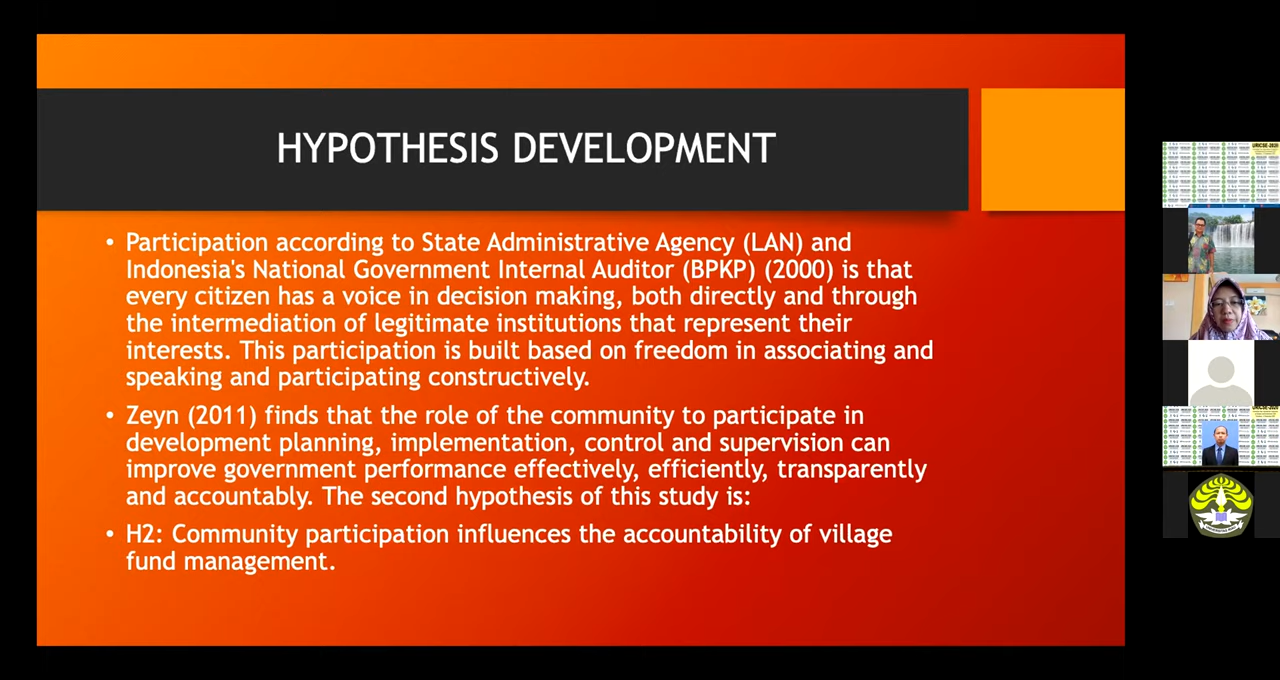 HYPOTHESIS DEVELOPMENT
• Participation according to State Administrative Agency (LAN) and
Indonesia's National Government Internal Auditor (BPKP) (2000) is that
every citizen has a voice in decision making, both directly and through
the intermediation of legitimate institutions that represent their
interests. This participation is built based on freedom in associating and
speaking and participating constructively.
• Zeyn (2011) finds that the role of the community to participate in
development planning, implementation, control and supervision can
improve government performance effectively, efficiently, transparently
and accountably. The second hypothesis of this study is:
• H2: Community participation influences the accountability of village
fund management.
URICSE-2020